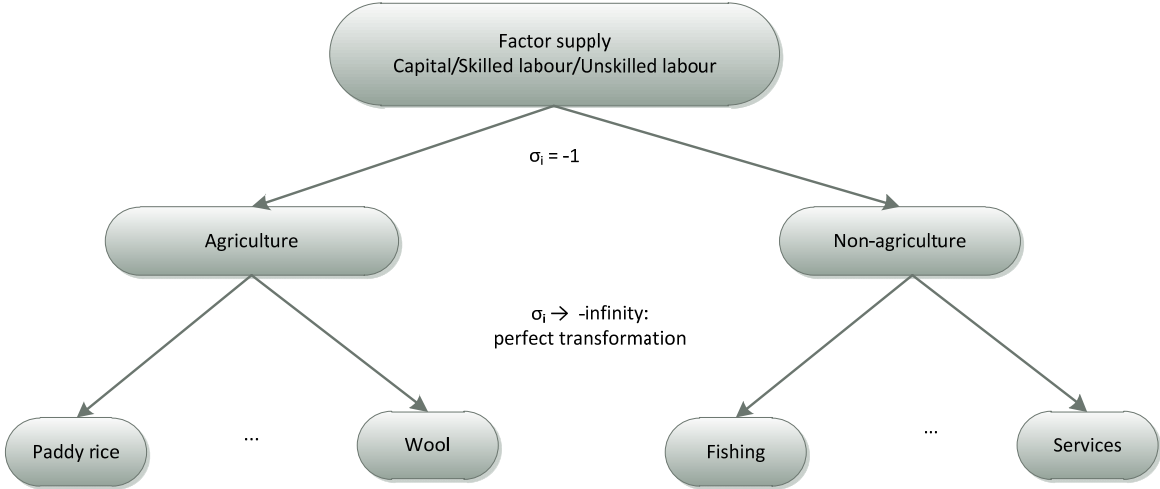 Factor supply
Capital/Skilled labour/Unskilled labour
σi = -1
Agriculture
Non-agriculture
σi → -infinity:
perfect transformation
Paddy rice
...
Wool
Fishing
...
Services